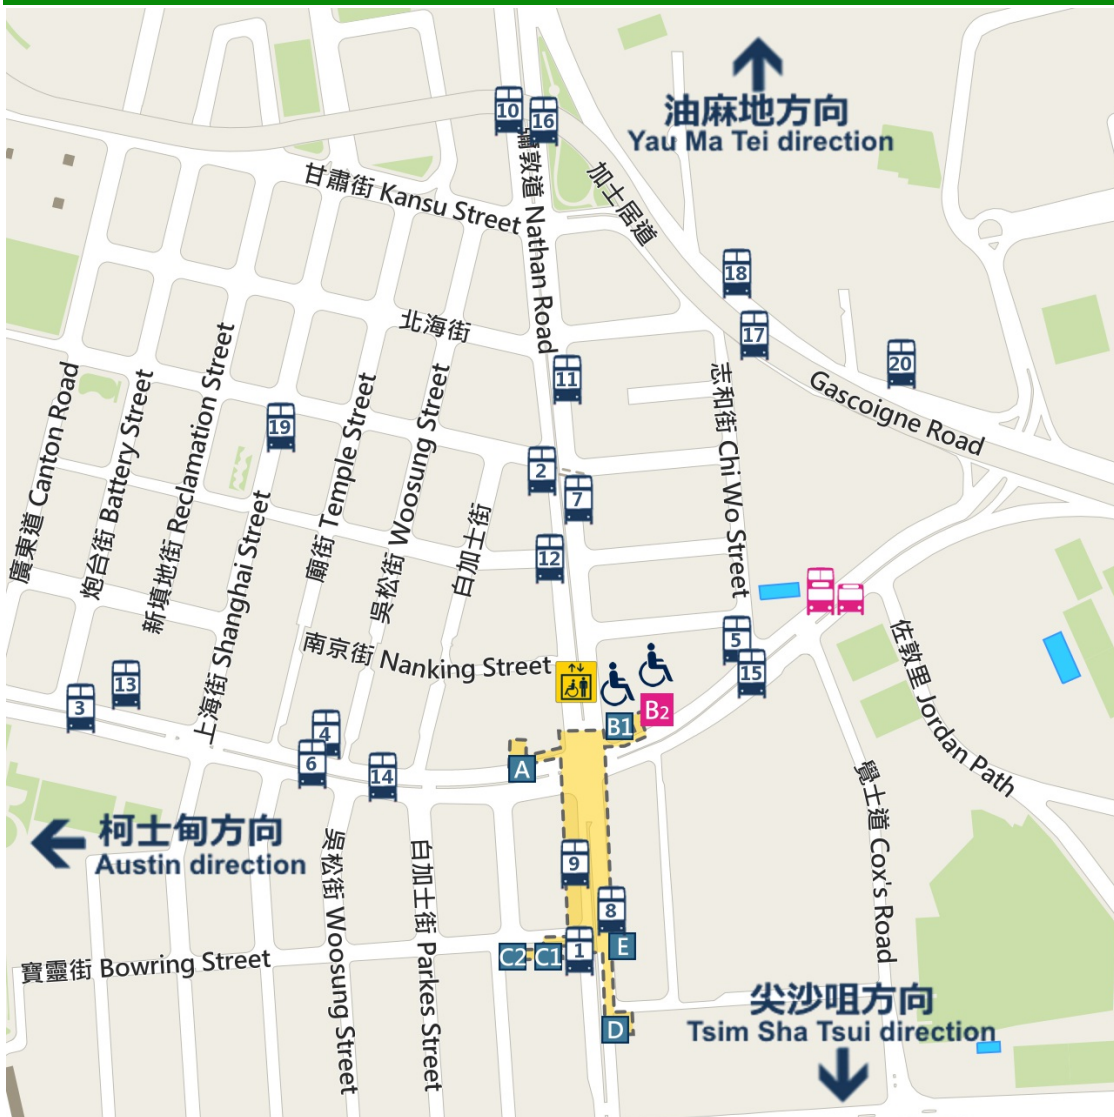 油麻地方向
Yau Ma Tei direction
10
16
彌敦道 Nathan Road
加士居道
甘肅街 Kansu Street
18
17
20
北海街
Gascoigne Road
11
志和街 Chi Wo Street
廣東道 Canton Road
炮台街 Battery Street
新填地街 Reclamation Street
19
上海街 Shanghai Street
廟街 Temple Street
吳松街 Woosung Street
白加士街
2
7
12
南京街 Nanking Street
5
15
佐敦里 Jordan Path
13
3
4
6
14
B2
B1
A
柯士甸方向
Austin direction
吳松街 Woosung Street
白加士街 Parkes Street
9
8
覺士道 Cox's Road
寶靈街 Bowring Street
C2
C1
1
E
D
尖沙咀方向
Tsim Sha Tsui direction